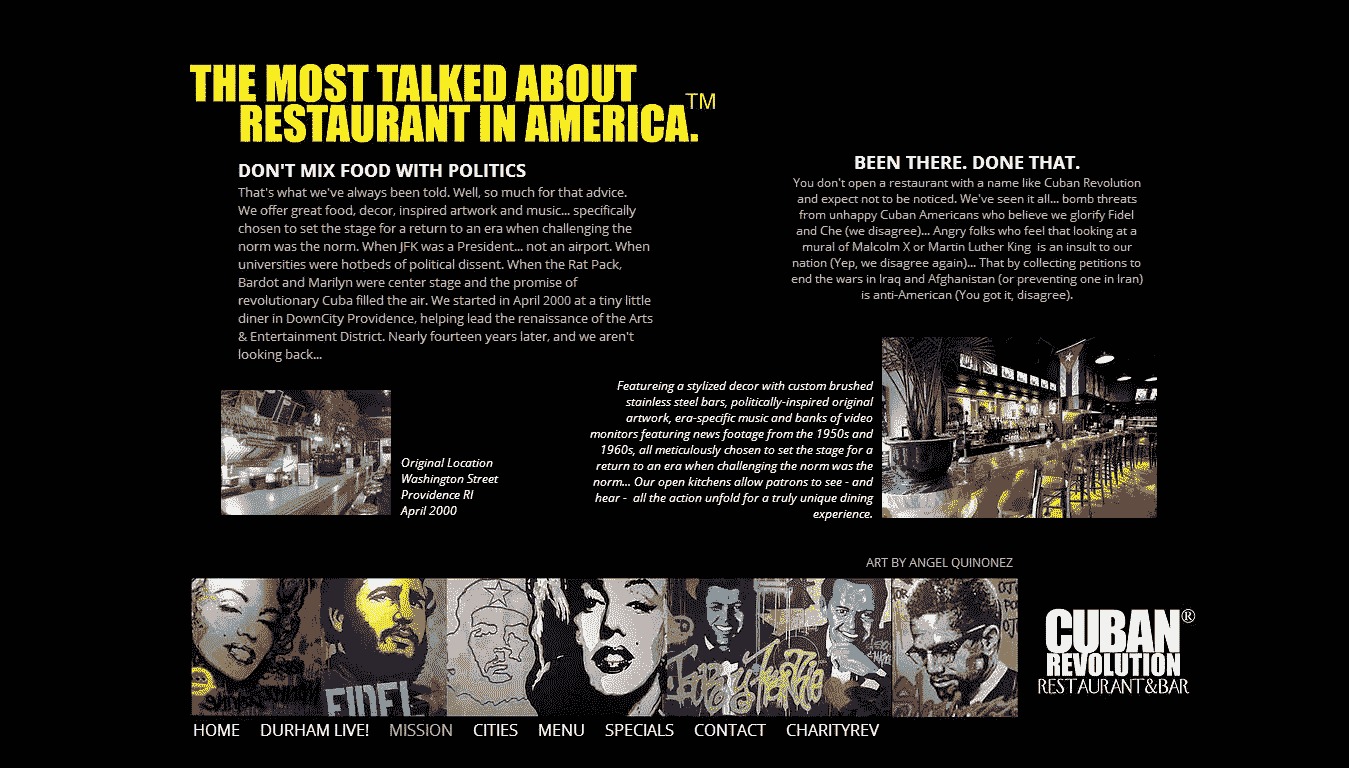 THE MOST TALKED ABOUT
RESTAURANT IN AMERICA.TM
DON'T MIX FOOD WITH POLITICS
That's what we've always been told. Well, so much for that advice.
We offer great food, decor, inspired artwork and music... specifically
chosen to set the stage for a return to an era when challenging the
norm was the norm. When JFK was a President... not an airport. When
universities were hotbeds of political dissent. When the Rat Pack,
Bardot and Marilyn were center stage and the promise of
revolutionary Cuba filled the air. We started in April 2000 at a tiny little
diner in DownCity Providence, helping lead the renaissance of the Arts
& Entertainment District. Nearly fourteen years later, and we aren't
looking back...
BEEN THERE. DONE THAT.
You don't open a restaurant with a name like Cuban Revolution
and expect not to be noticed. We've seen it all... bomb threats
from unhappy Cuban Americans who believe we glorify Fidel
and Che (we disagree)... Angry folks who feel that looking at a
mural of Malcolm X or Martin Luther King is an insult to our
nation (Yep, we disagree again)... That by collecting petitions to
end the wars in Iraq and Afghanistan (or preventing one in Iran)
is anti-American (You got it, disagree).
Original Location
Washington Street
Providence RI
April 2000
Featureing a stylized decor with custom brushed
stainless steel bars, politically-inspired original
artwork, era-specific music and banks of video
monitors featuring news footage from the 1950s and
1960s, all meticulously chosen to set the stage for a
return to an era when challenging the norm was the
norm... Our open kitchens allow patrons to see - and
hear - all the action unfold for a truly unique dining
experience.
ART BY ANGEL QUINONEZ
FIDEL
CUBAN®
REVOLUTION
RESTAURANT&BAR
HOME DURHAM LIVE! MISSION CITIES MENU SPECIALS CONTACT CHARITYREV